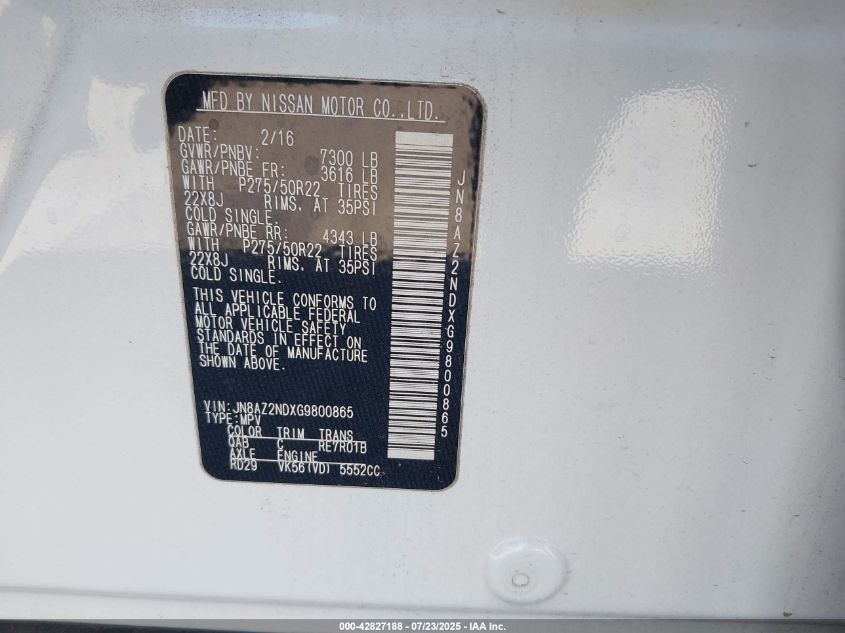 MFD BY NISSAN MOTOR CO.,LTD.
DATE: 2/16
GVWR/PNBV: 7300 LB
GAWR/PNBE FR: 3616 LB
WITH P275/50R22 TIRES
22X8J RIMS, AT 35PSI
COLD SINGLE.
GAWR/PNBE RR: 4343 LB
WITH P275/50R22 TIRES
22X8J RIMS, AT 35PSI
COLD SINGLE.
THIS VEHICLE CONFORMS TO
ALL APPLICABLE FEDERAL
MOTOR VEHICLE SAFETY
STANDARDS IN EFFECT ON
THE DATE OF MANUFACTURE
SHOWN ABOVE.
VIN:JN8AZ2NDXG9800865
TYPE:MPV
COLOR TRIM TRANS
QAB C RE7R01B
AXLE ENGINE
RD29 VK56(VD) 5552CC
JN8AZ2NDXG9800865
000-42827188 - 07/23/2025 - IAA Inc.